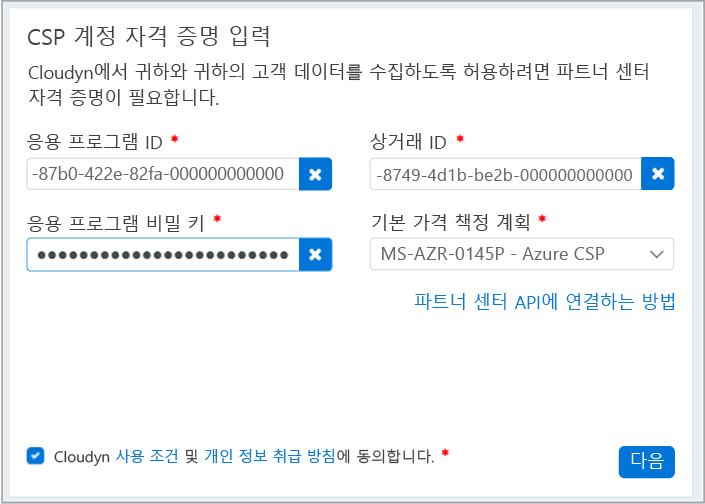 CSP 계정 자격 증명 입력
Cloudyn에서 귀하와 귀하의 고객 데이터를 수집하도록 허용하려면 파트너 센터
자격 증명이 필요합니다.
응용 프로그램 ID *
상거래 ID *
-87b0-422e-82fa-000000000000
-8749-4d1b-be2b-000000000000
응용 프로그램 비밀 키 *
기본 가격 책정 계획 *
MS-AZR-0145P - Azure CSP
파트너 센터 API에 연결하는 방법
Cloudyn 사용 조건 및 개인 정보 취급 방침에 동의합니다. *
다음